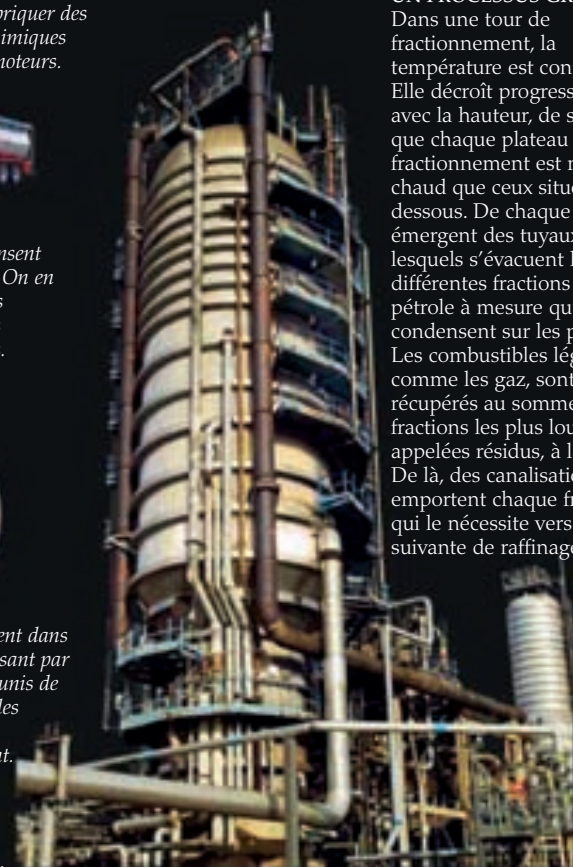 briquer des
imiques
moteurs.
nsent
On en
ent dans
sant par
unis de
les
UN PROCESSUS GR
Dans une tour de
fractionnement, la
température est con
Elle décroît progress
avec la hauteur, de s
que chaque plateau
fractionnement est m
chaud que ceux situé
dessous. De chaque
émergent des tuyaux
lesquels s'évacuent l
différentes fractions
pétrole à mesure qu
condensent sur les p
Les combustibles lég
comme les gaz, sont
récupérés au somme
fractions les plus lou
appelées résidus, à l
De là, des canalisatio
emportent chaque fr
qui le nécessite vers
suivante de raffinage